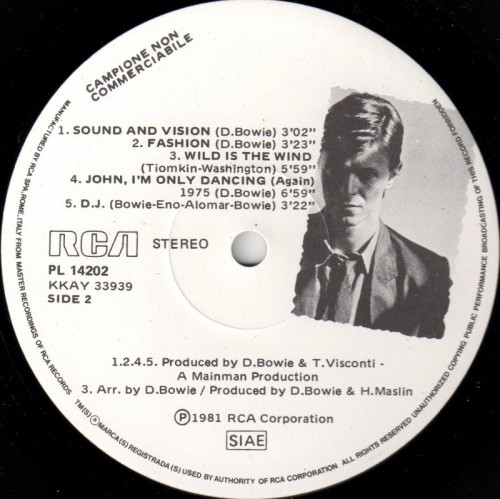 CAMPIONE NON
COMMERCIABILE
1. SOUND AND VISION (D.Bowie) 3'02"
2. FASHION (D.Bowie) 3'23"
3. WILD IS THE WIND
(Tiomkin-Washington) 5'59"
4. JOHN, I'M ONLY DANCING (Again)
1975 (D.Bowie) 6'59"
5. D.J. (Bowie-Eno-Alomar-Bowie) 3'22"
RCA STEREO
PL 14202
KKAY 33939
SIDE 2
1.2.4.5. Produced by D.Bowie & T.Visconti -
A Mainman Production
3. Arr. by D.Bowie / Produced by D.Bowie & H.Maslin
Ⓟ1981 RCA Corporation
SIAE
MANUFACTURED BY RCA SPA, ROME, ITALY FROM MASTER RECORDINGS OF RCA RECORDS TM(S) ® MARCA(S) REGISTRADA(S) USED BY AUTHORITY OF RCA CORPORATION ALL RIGHTS RESERVED UNAUTHORIZED COPYING PUBLIC PERFORMANCE BROADCASTING OF THIS RECORD FORBIDDEN